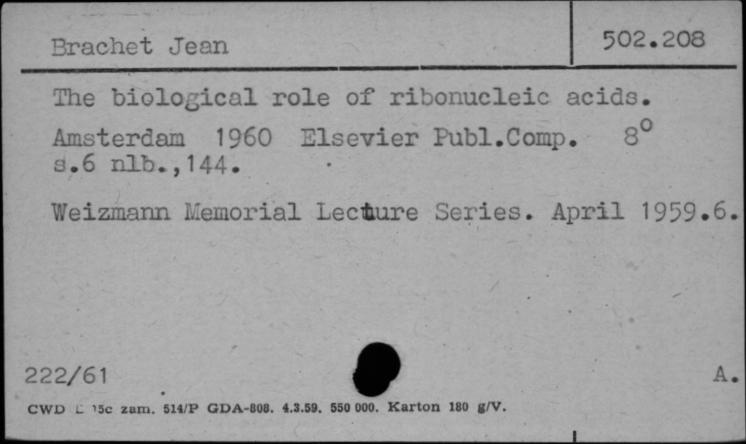 Brachet Jean
502.208
The biological role of ribonucleic acids.
Amsterdam 1960 Elsevier Publ.Comp. 8°
s.6 nlb.,144.
Weizmann Memorial Lecture Series. April 1959.6.
222/61
A.
CWD 15c zam. 514/P GDA-808. 4.3.59. 550 000. Karton 180 g/V.